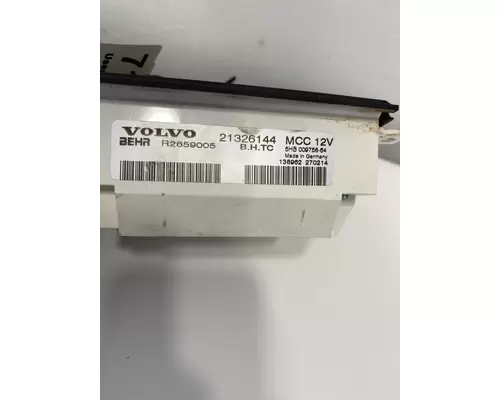 VOLVO 21326144 MCC 12V
BEHR R2659005 B.H.TC 5HB 009756-64
Made in Germany
138962 270214